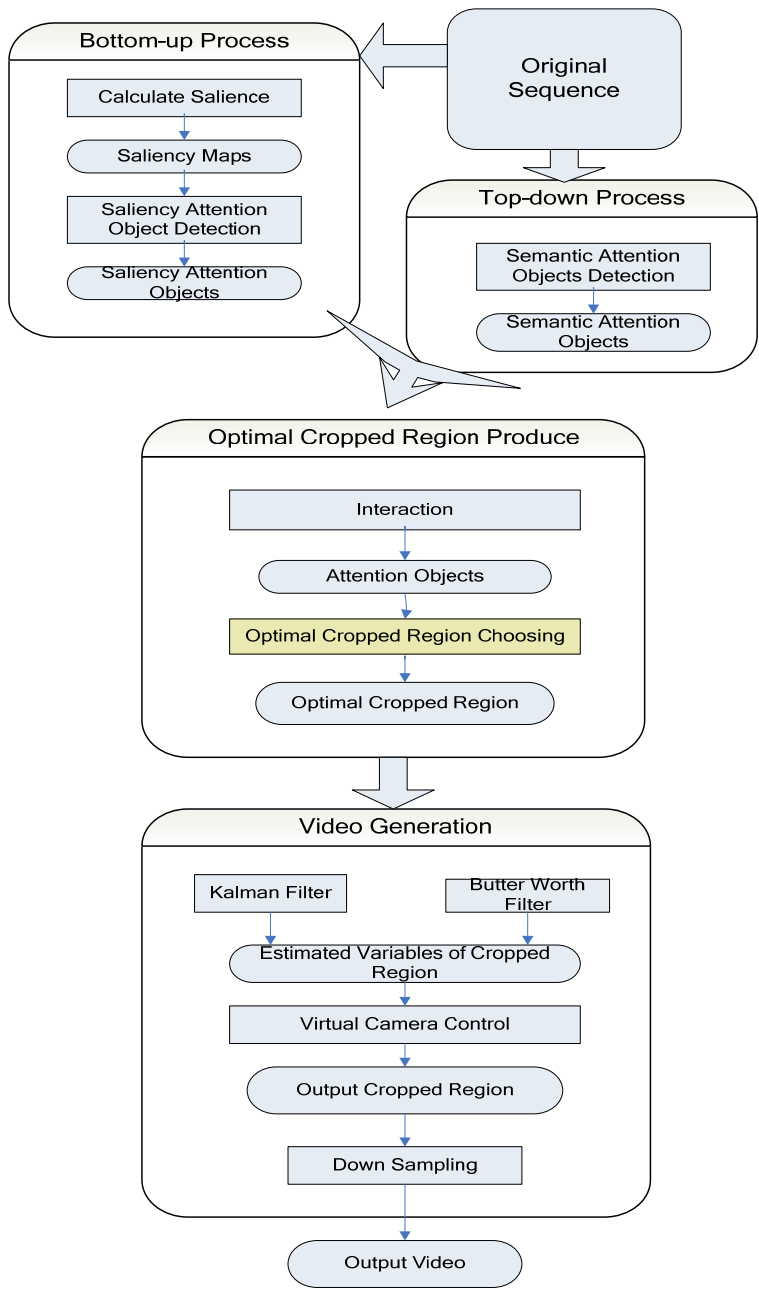 Bottom-up Process
Original
Sequence
Calculate Salience
Saliency Maps
Saliency Attention
Object Detection
Saliency Attention
Objects
Top-down Process
Semantic Attention
Objects Detection
Semantic Attention
Objects
Optimal Cropped Region Produce
Interaction
Attention Objects
Optimal Cropped Region Choosing
Optimal Cropped Region
Video Generation
Kalman Filter
Butter Worth
Filter
Estimated Variables of Cropped
Region
Virtual Camera Control
Output Cropped Region
Down Sampling
Output Video